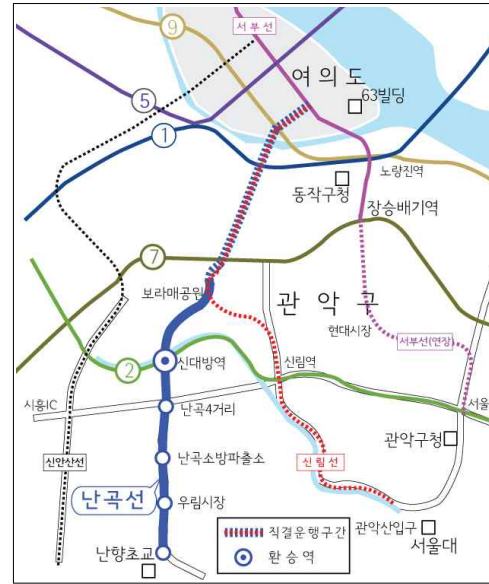 서부선
9
여의도
63빌딩
5
1
노량진역
동작구청
장승배기역
7
보라매공원
관악구
현대시장
서부선(연장)
2
신대방역
신림역
시흥IC
난곡4거리
서울
관악구청
신안산선
난곡소방파출소
신림선
난곡선
우림시장
직결운행구간
환승역
관악산입구
서울대
난향초교